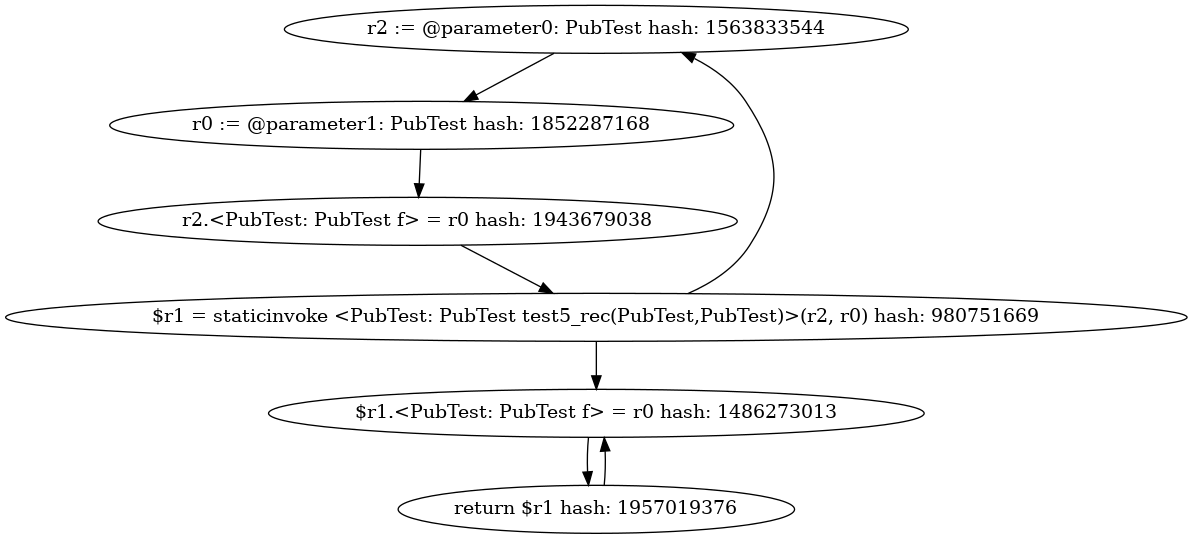 r2 := @parameter0: PubTest hash: 1563833544
r0 := @parameter1: PubTest hash: 1852287168
r2.<PubTest: PubTest f> = r0 hash: 1943679038
$r1 = staticinvoke <PubTest: PubTest test5_rec(PubTest,PubTest)>(r2, r0) hash: 980751669
$r1.<PubTest: PubTest f> = r0 hash: 1486273013
return $r1 hash: 1957019376